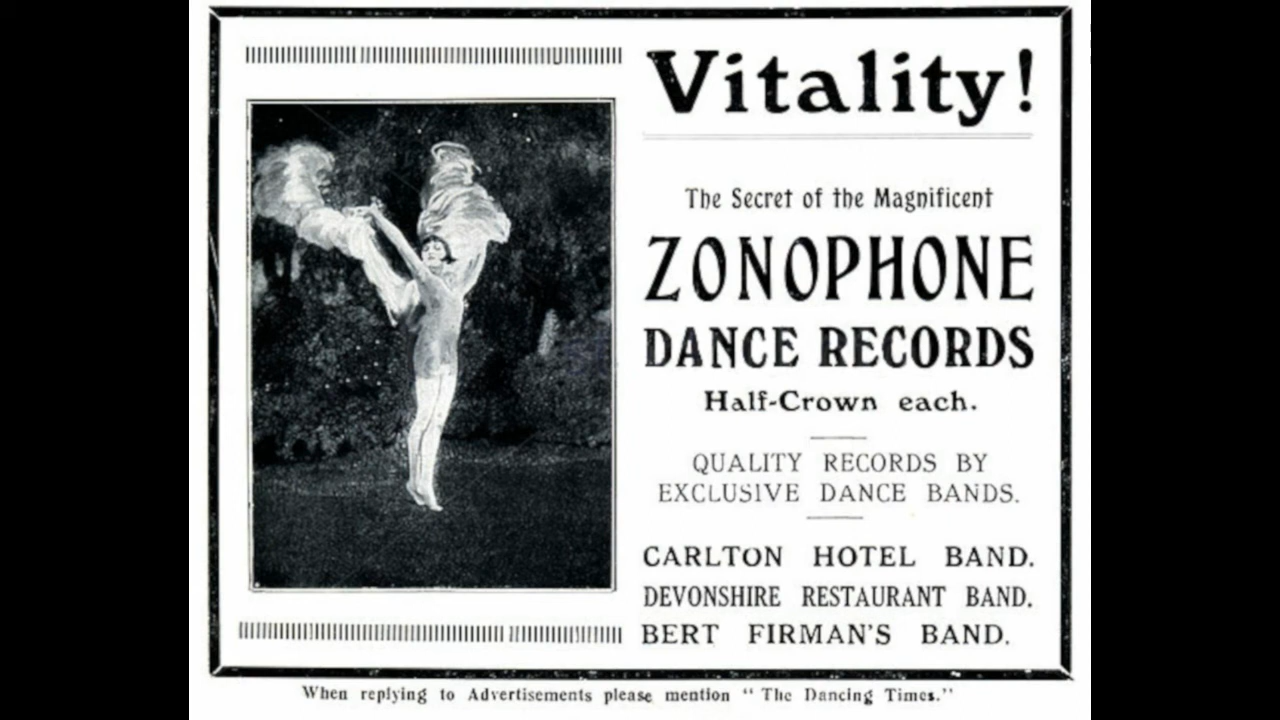 Vitality!
The Secret of the Magnificent
ZONOPHONE
DANCE RECORDS
Half-Crown each.
QUALITY RECORDS BY
EXCLUSIVE DANCE BANDS.
CARLTON HOTEL BAND.
DEVONSHIRE RESTAURANT BAND.
BERT FIRMAN'S BAND.
When replying to Advertisements please mention "The Dancing Times."